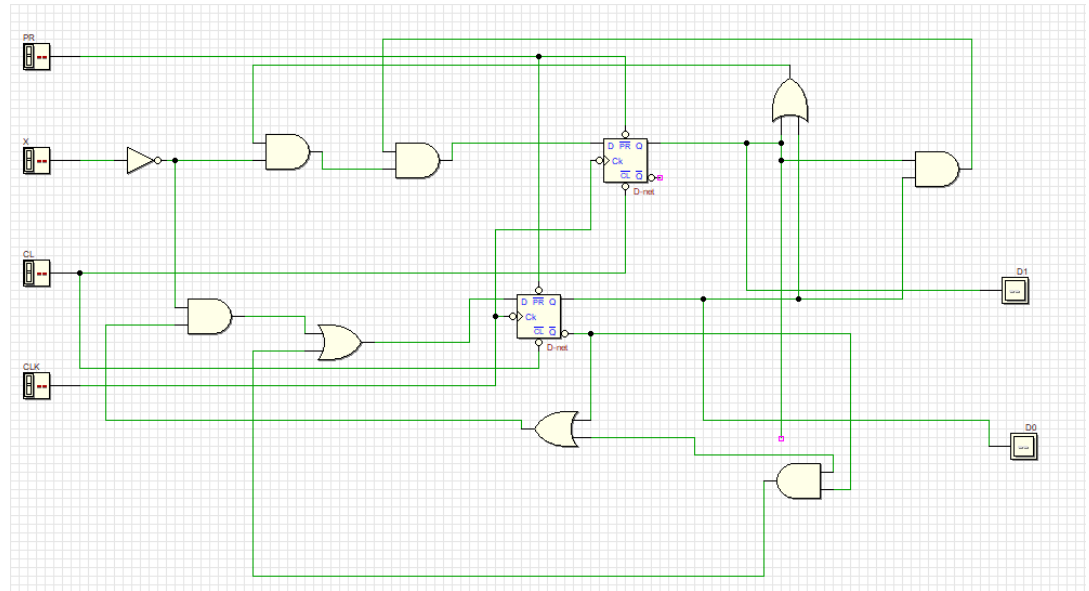 PR
--
X
--
D PR Q
Ck
CL Q
D-net
CL
--
D1
--
D PR Q
Ck
CL Q
D-net
CLK
--
D0
--